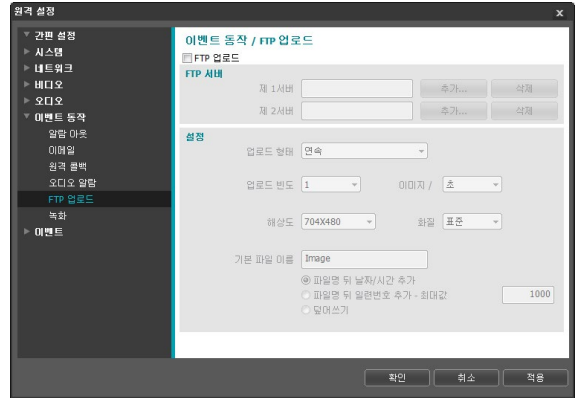 원격 설정
x
간편 설정
시스템
네트워크
비디오
오디오
이벤트 동작
알람 아웃
이메일
원격 콜백
오디오 알람
FTP 업로드
녹화
이벤트
이벤트 동작 / FTP 업로드
FTP 업로드
FTP 서버
제 1서버 추가... 삭제
제 2서버 추가... 삭제
설정
업로드 형태 연속
업로드 빈도 1 이미지 / 초
해상도 704X480 화질 표준
기본 파일 이름 Image
파일명 뒤 날짜/시간 추가
파일명 뒤 일련번호 추가 - 최대값 1000
덮어쓰기
확인 취소 적용